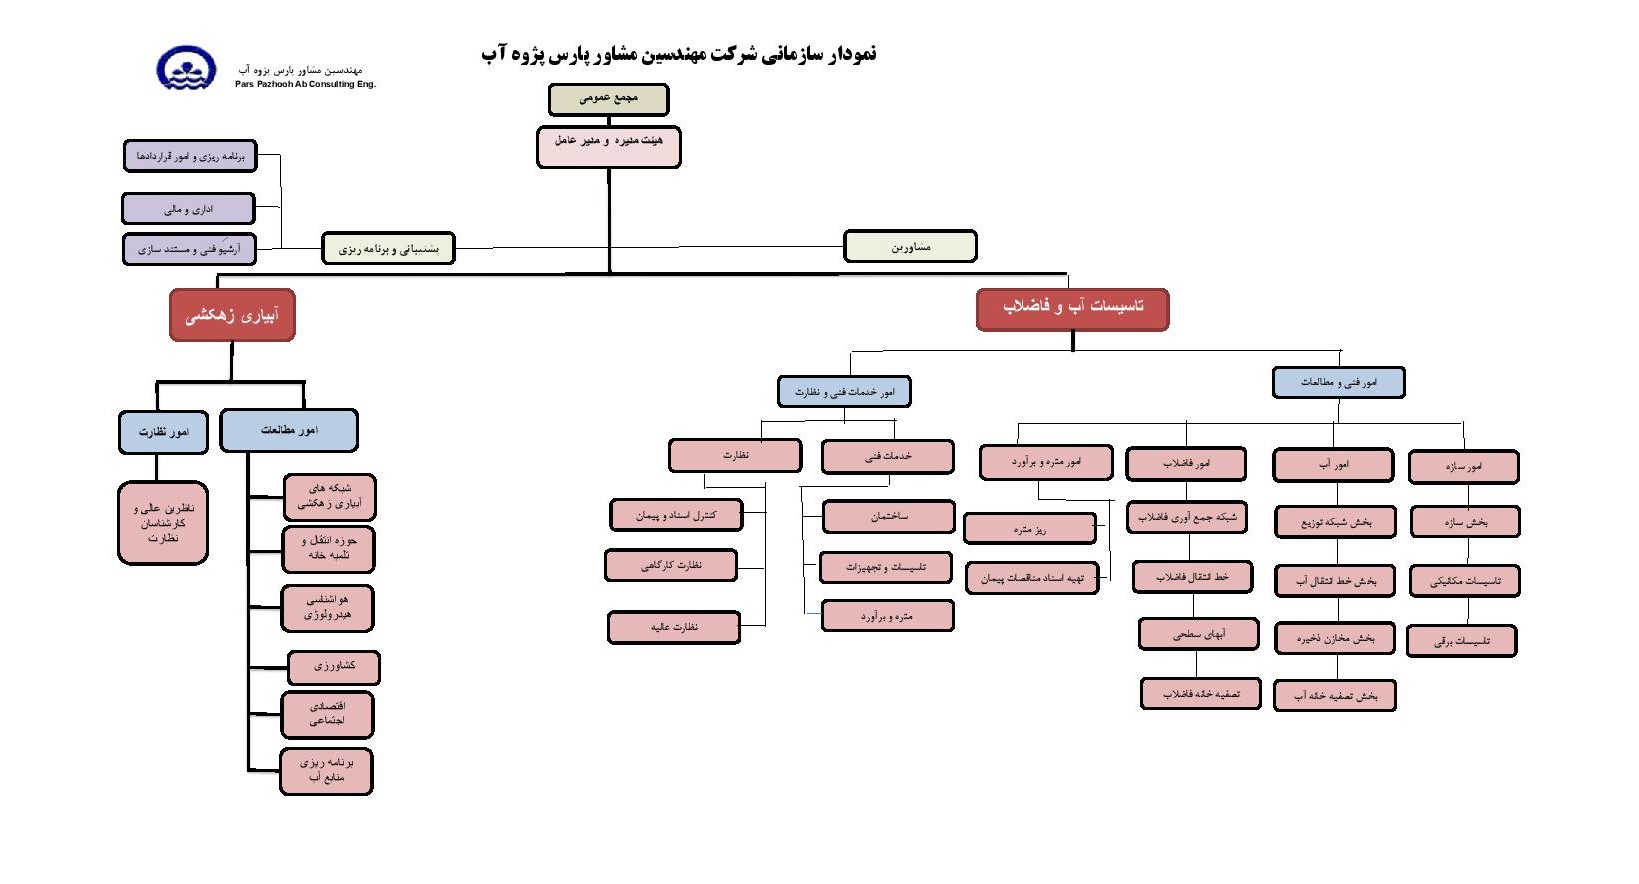 نمودار سازمانی شرکت مهندسین مشاور پارس پژوه آب
مهندسین مشاور پارس پژوه آب
Pars Pazhooh Ab Consulting Eng.
مجمع عمومی
هیئت مدیره و مدیر عامل
برنامه ریزی و امور قراردادها
اداری و مالی
آرشیو فنی و مستند سازی
پشتیبانی و برنامه ریزی
مشاورین
تاسیسات آب و فاضلاب
آبیاری زهکشی
امور فنی و مطالعات
امور خدمات فنی و نظارت
امور سازه
امور آب
امور فاضلاب
امور متره و برآورد
خدمات فنی
نظارت
بخش سازه
تاسیسات مکانیکی
تاسیسات برقی
بخش شبکه توزیع
بخش خط انتقال آب
بخش مخازن ذخیره
بخش تصفیه خانه آب
شبکه جمع آوری فاضلاب
خط انتقال فاضلاب
آبهای سطحی
تصفیه خانه فاضلاب
ریز متره
تهیه اسناد مناقصات پیمان
ساختمان
تاسیسات و تجهیزات
متره و برآورد
کنترل اسناد و پیمان
نظارت کارگاهی
نظارت عالیه
امور مطالعات
امور نظارت
شبکه های
آبیاری زهکشی
حوزه انتقال و
تلمبه خانه
هواشناسی
هیدرولوژی
کشاورزی
اقتصادی
اجتماعی
برنامه ریزی
منابع آب
ناظرین عالی و
کارشناسان
نظارت